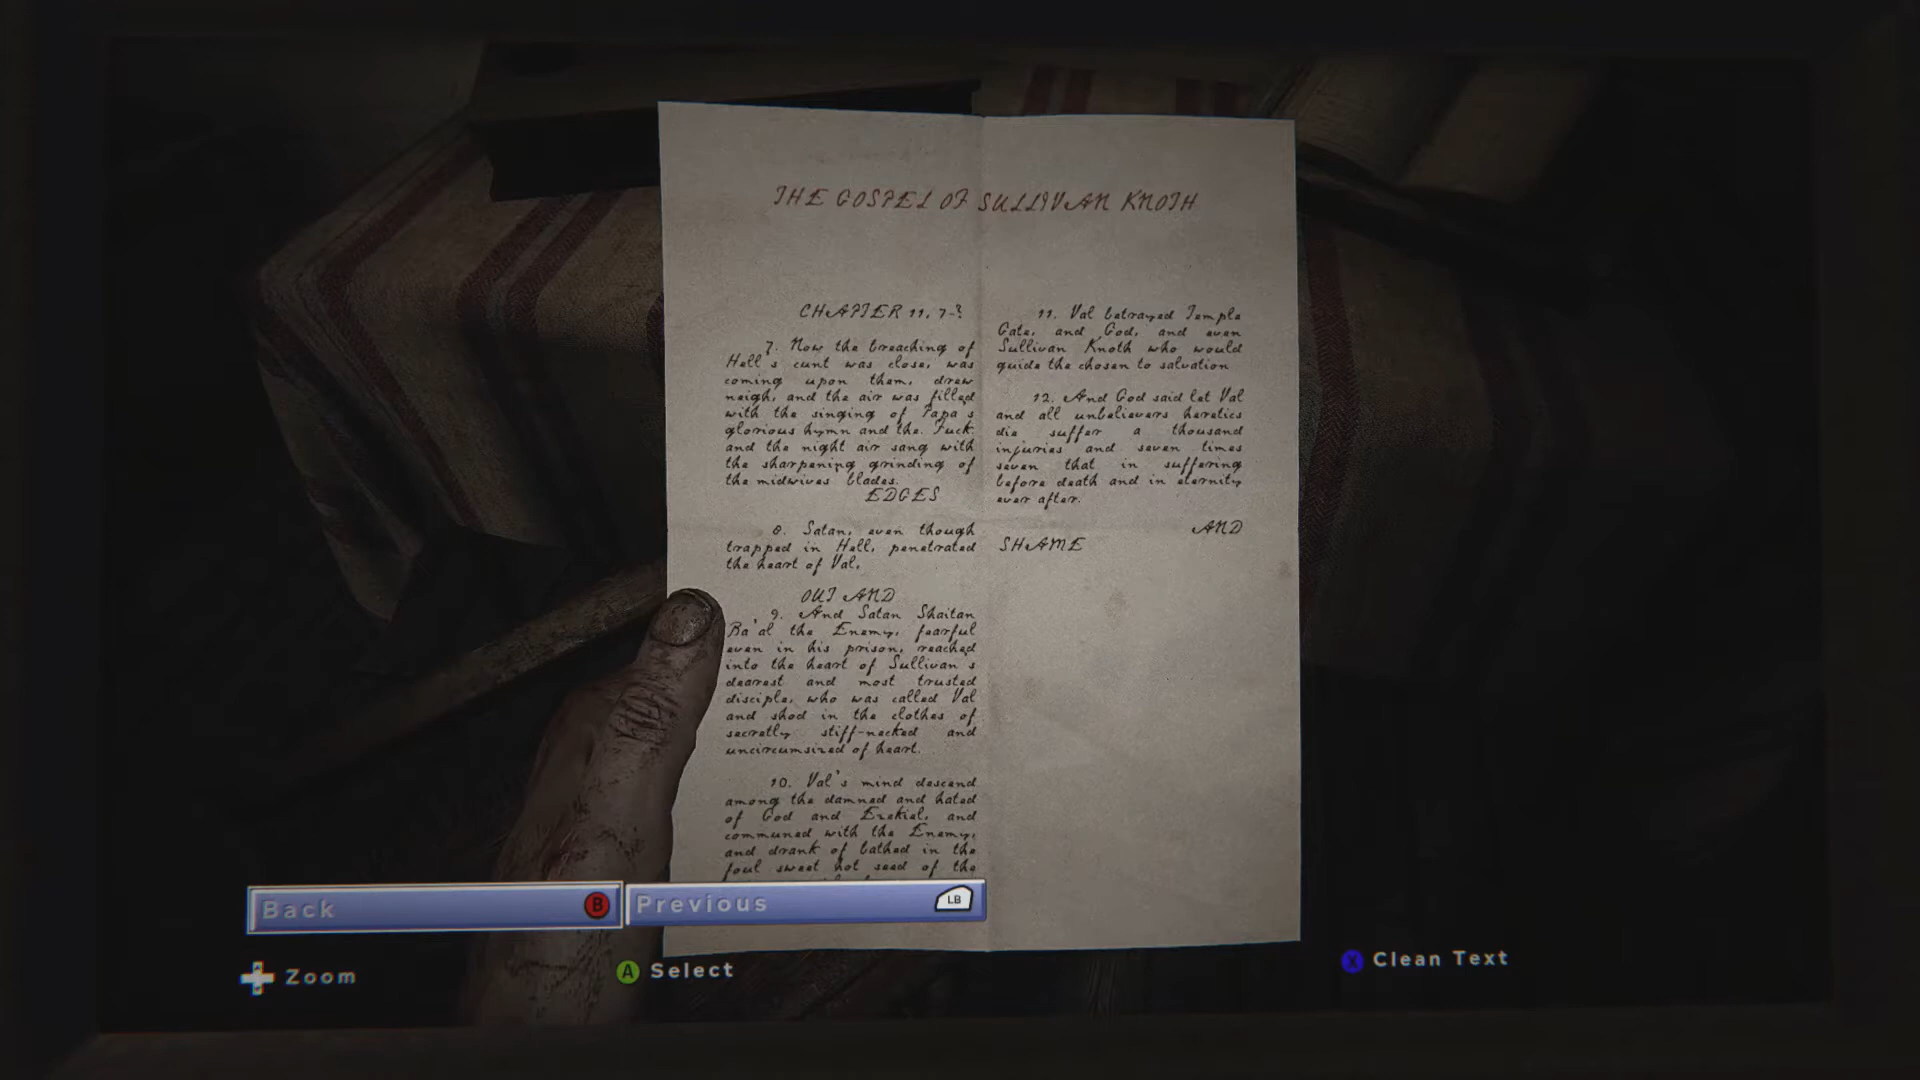 THE GOSPEL OF SULLIVAN KNOTH
CHAPTER 11, 7-?
7. Now the breaching of
Hell's cunt was close, was
coming upon them, drew
neigh, and the air was filled
with the singing of Papa's
glorious hymn and the. Fuck.
and the night air sang with
the sharpening grinding of
the midwives blades.
EDGES
8. Satan, even though
trapped in Hell, penetrated
the heart of Val,
OUT AND
9. And Satan Shaitan
Ba'al the Enemy, fearful
even in his prison, reached
into the heart of Sullivan's
dearest and most trusted
disciple, who was called Val
and shod in the clothes of
secretly stiff-necked and
uncircumsized of heart.
10. Val's mind descend
among the damned and hated
of God and Ezekiel, and
communed with the Enemy,
and drank of bathed in the
foul sweet hot seed of the
11. Val betrayed Temple
Gate, and God, and even
Sullivan Knoth who would
guide the chosen to salvation
12. And God said let Val
and all unbelievers heretics
die suffer a thousand
injuries and seven times
seven that in suffering
before death and in eternity
ever after.
AND
SHAME
Back B
Previous LB
Zoom
A Select
X Clean Text